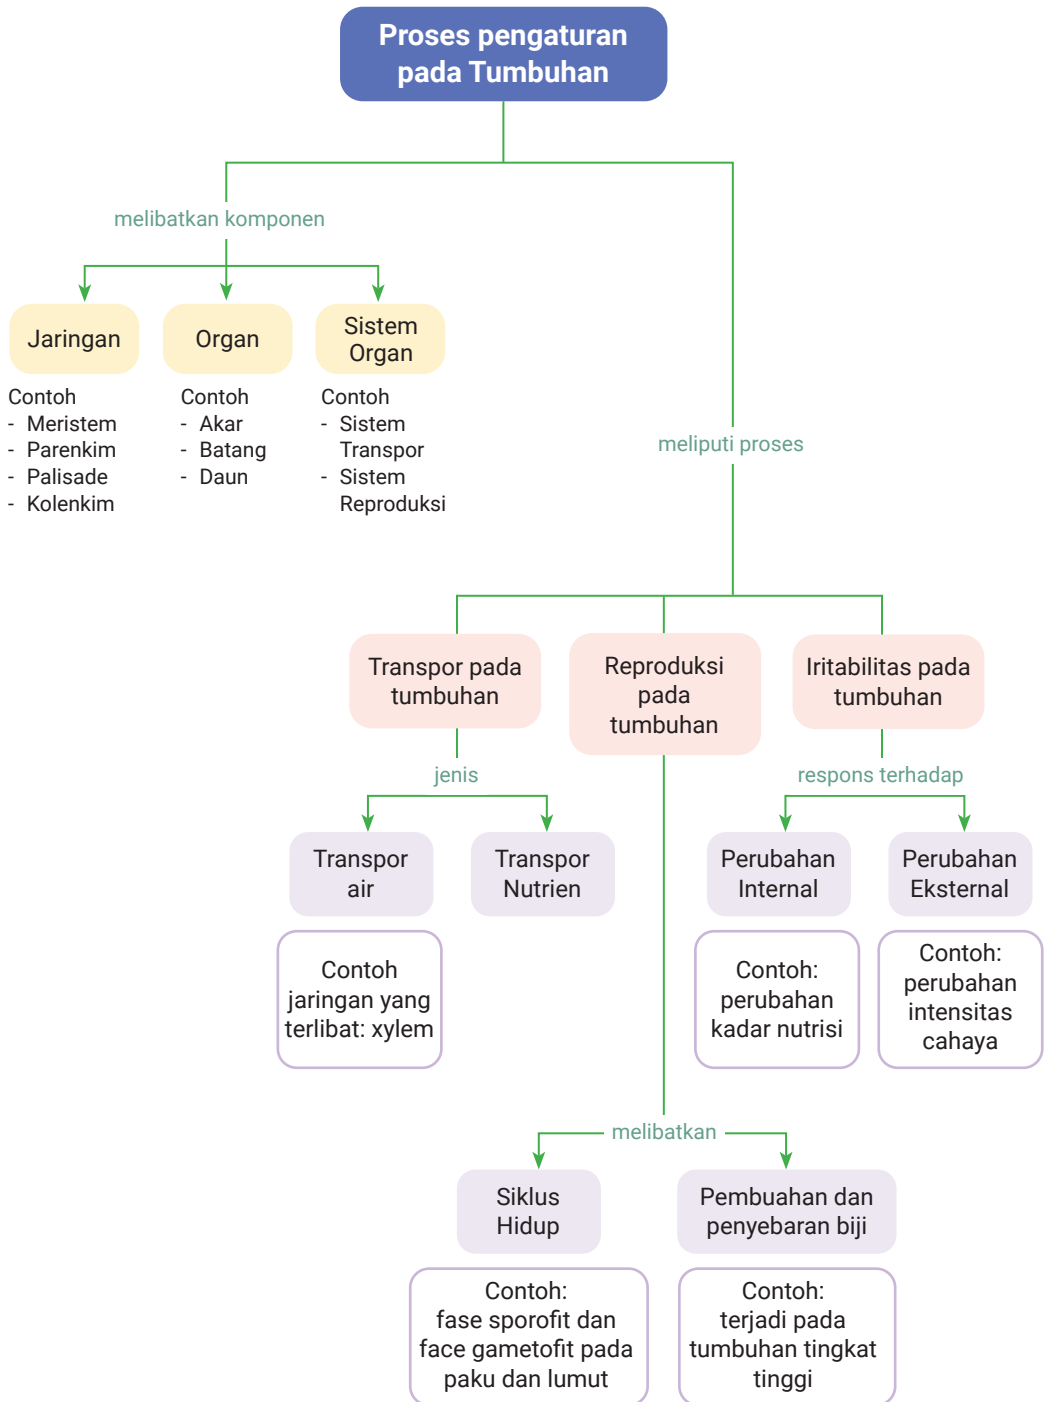 Proses pengaturan
pada Tumbuhan
melibatkan komponen
Jaringan
Contoh
- Meristem
- Parenkim
- Palisade
- Kolenkim
Organ
Contoh
- Akar
- Batang
- Daun
Sistem
Organ
Contoh
- Sistem
Transpor
- Sistem
Reproduksi
meliputi proses
Transpor pada
tumbuhan
Reproduksi
pada
tumbuhan
Iritabilitas pada
tumbuhan
jenis
respons terhadap
Transpor
air
Transpor
Nutrien
Perubahan
Internal
Perubahan
Eksternal
Contoh
jaringan yang
terlibat: xylem
Contoh:
perubahan
kadar nutrisi
Contoh:
perubahan
intensitas
cahaya
melibatkan
Siklus
Hidup
Pembuahan dan
penyebaran biji
Contoh:
fase sporofit dan
face gametofit pada
paku dan lumut
Contoh:
terjadi pada
tumbuhan tingkat
tinggi